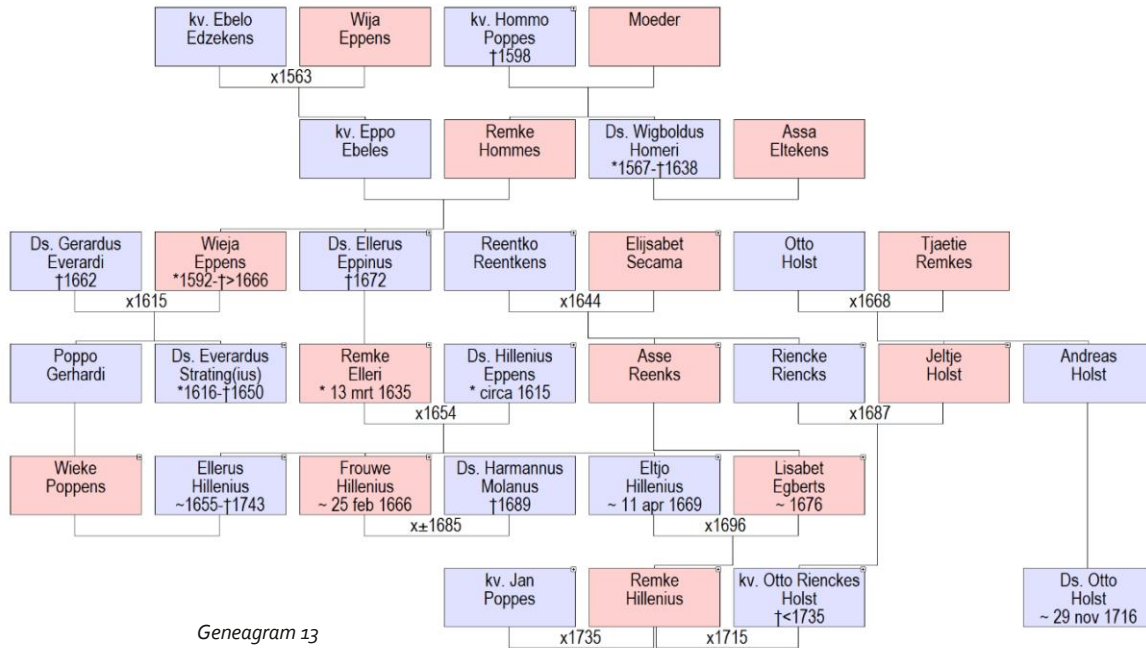 kv. Ebelo
Edzekens
Wija
Eppens
kv. Hommo
Poppes
†1598
Moeder
x1563
kv. Eppo
Ebeles
Remke
Hommes
Ds. Wigboldus
Homeri
*1567-†1638
Assa
Eltekens
Ds. Gerardus
Everardi
†1662
Wieja
Eppens
*1592-†>1666
Ds. Ellerus
Eppinus
†1672
Reentko
Reentkens
Elijsabet
Secama
Otto
Holst
Tjaetie
Remkes
x1615
x1644
x1668
Poppo
Gerhardi
Ds. Everardus
Strating(ius)
*1616-†1650
Remke
Elleri
* 13 mrt 1635
Ds. Hillenius
Eppens
* circa 1615
Asse
Reenks
Riencke
Riencks
Jeltje
Holst
Andreas
Holst
x1654
x1687
Wieke
Poppens
Ellerus
Hillenius
~1655-†1743
Frouwe
Hillenius
~ 25 feb 1666
Ds. Harmannus
Molanus
†1689
Eltjo
Hillenius
~ 11 apr 1669
Lisabet
Egberts
~ 1676
x±1685
x1696
kv. Jan
Poppes
Remke
Hillenius
kv. Otto Rienckes
Holst
†<1735
Ds. Otto
Holst
~ 29 nov 1716
x1735
x1715
Geneagram 13